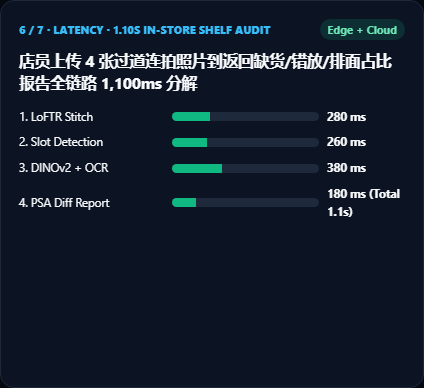 6 / 7 · LATENCY · 1.10S IN-STORE SHELF AUDIT
Edge + Cloud
店员上传 4 张过道连拍照片到返回缺货/错放/排面占比
报告全链路 1,100ms 分解
1. LoFTR Stitch 280 ms
2. Slot Detection 260 ms
3. DINOv2 + OCR 380 ms
4. PSA Diff Report 180 ms (Total
1.1s)